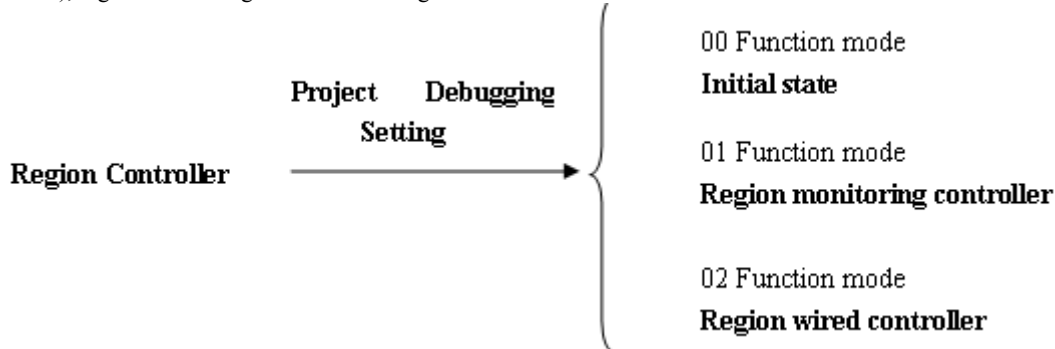 Project Debugging
Setting
Region Controller
00 Function mode
Initial state
01 Function mode
Region monitoring controller
02 Function mode
Region wired controller